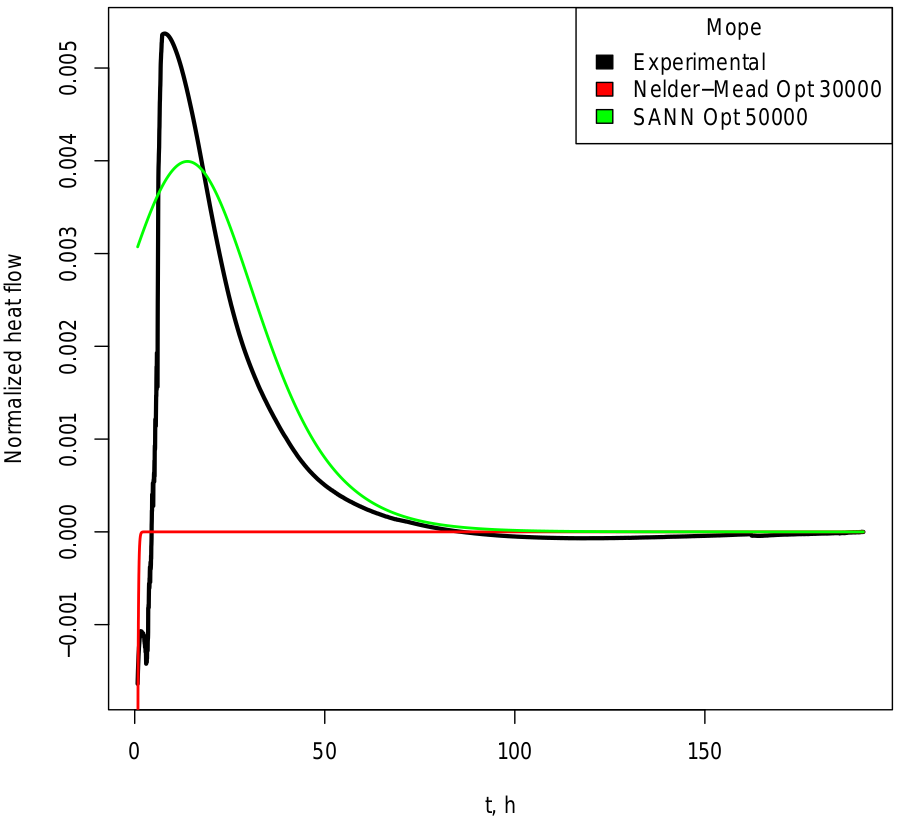 Mope
Experimental
Nelder−Mead Opt 30000
SANN Opt 50000
Normalized heat flow
0.005
0.004
0.003
0.002
0.001
0.000
−0.001
0 50 100 150
t, h